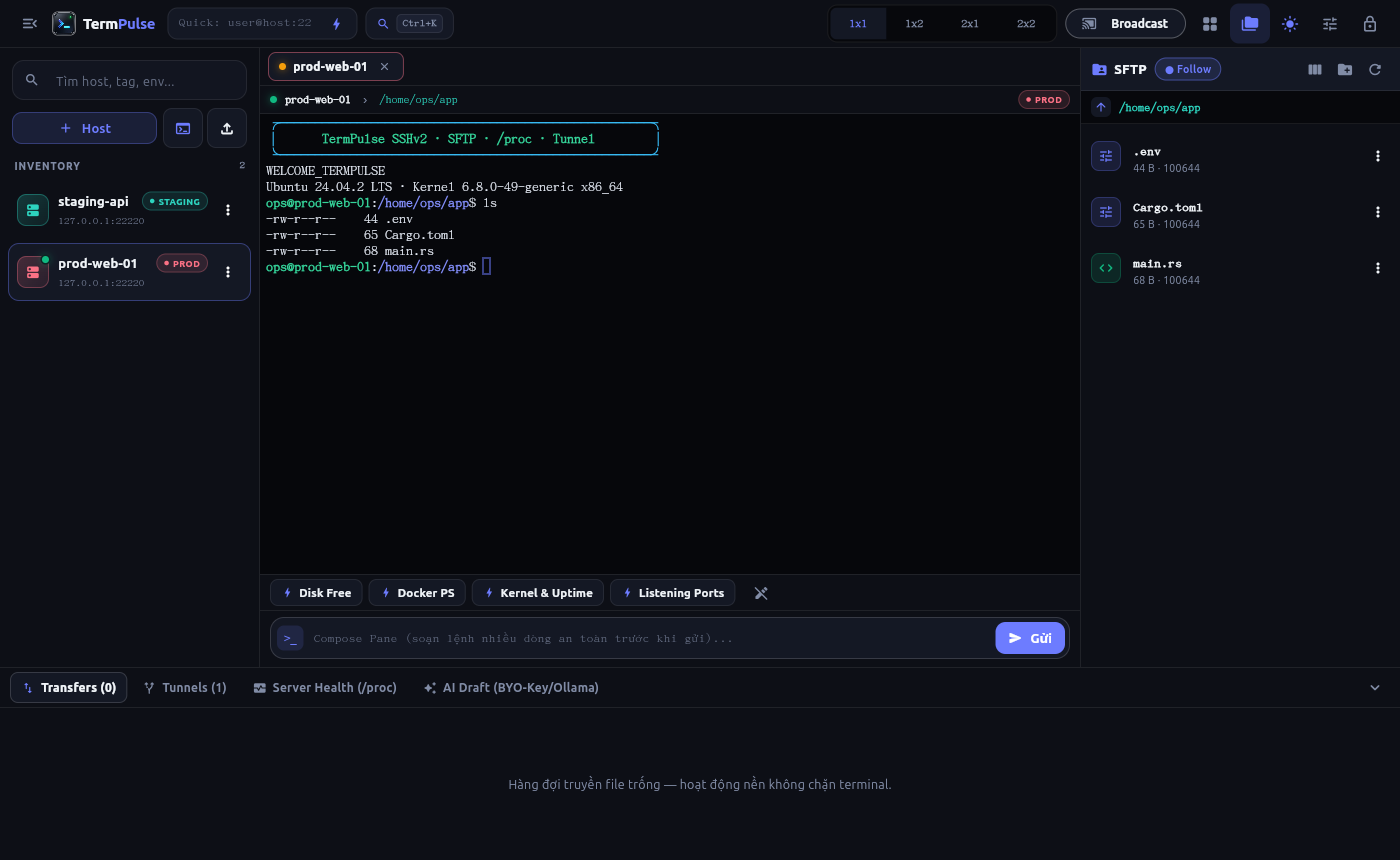 TermPulse
Quick: user@host:22
Ctrl+K
1x1
1x2
2x1
2x2
Broadcast
Tìm host, tag, env...
+ Host
INVENTORY
2
staging-api
STAGING
127.0.0.1:22220
prod-web-01
PROD
127.0.0.1:22220
prod-web-01
prod-web-01 › /home/ops/app
PROD
TermPulse SSHv2 · SFTP · /proc · Tunnel
WELCOME_TERMPULSE
Ubuntu 24.04.2 LTS · Kernel 6.8.0-49-generic x86_64
ops@prod-web-01:/home/ops/app$ ls
-rw-r--r-- 44 .env
-rw-r--r-- 65 Cargo.toml
-rw-r--r-- 68 main.rs
ops@prod-web-01:/home/ops/app$
Disk Free
Docker PS
Kernel & Uptime
Listening Ports
>_ Compose Pane (soạn lệnh nhiều dòng an toàn trước khi gửi)...
Gửi
SFTP
Follow
/home/ops/app
.env
44 B · 100644
Cargo.toml
65 B · 100644
main.rs
68 B · 100644
Transfers (0)
Tunnels (1)
Server Health (/proc)
AI Draft (BYO-Key/Ollama)
Hàng đợi truyền file trống — hoạt động nền không chặn terminal.